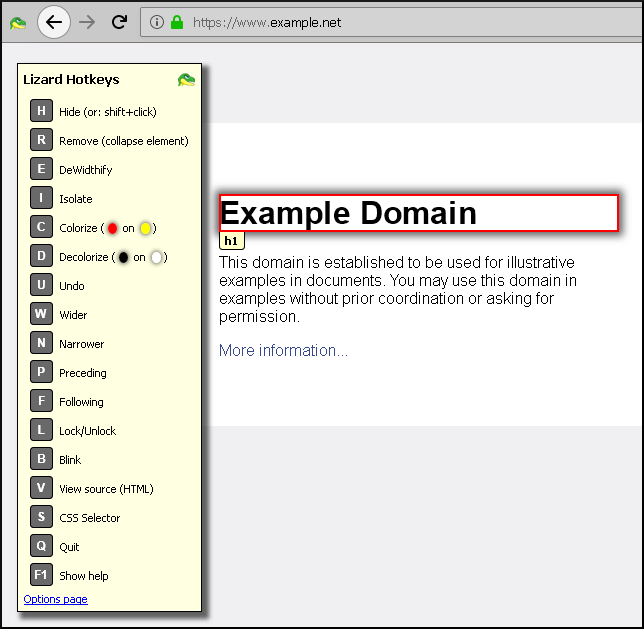 https://www.example.net
Lizard Hotkeys
H Hide (or: shift+click)
R Remove (collapse element)
E DeWidthify
I Isolate
C Colorize ( on )
D Decolorize ( on )
U Undo
W Wider
N Narrower
P Preceding
F Following
L Lock/Unlock
B Blink
V View source (HTML)
S CSS Selector
Q Quit
F1 Show help
Options page
Example Domain
h1
This domain is established to be used for illustrative
examples in documents. You may use this domain in
examples without prior coordination or asking for
permission.
More information...